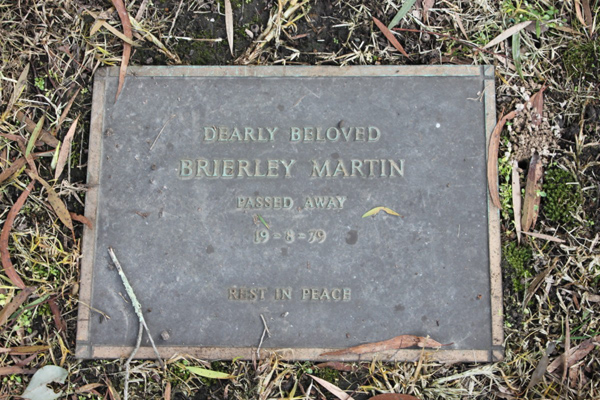 DEARLY BELOVED
BRIERLEY MARTIN
PASSED AWAY
19-8-79
REST IN PEACE